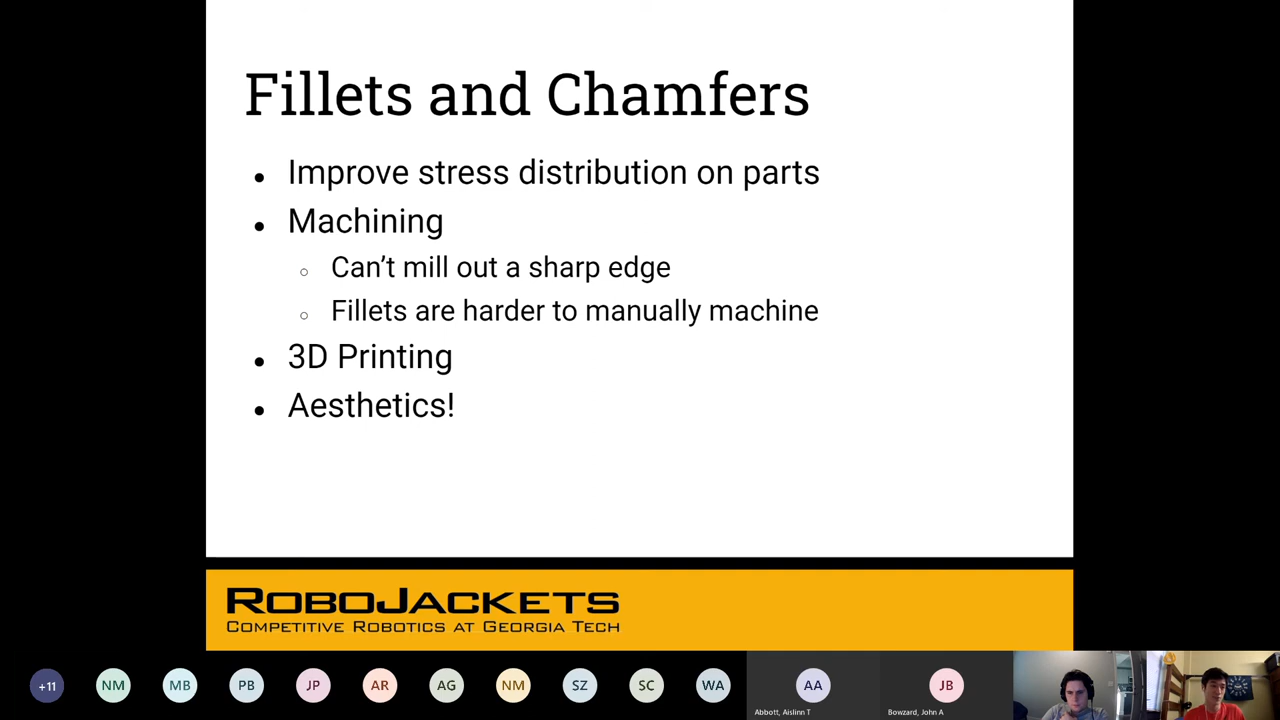 Fillets and Chamfers
● Improve stress distribution on parts
● Machining
○ Can’t mill out a sharp edge
○ Fillets are harder to manually machine
● 3D Printing
● Aesthetics!
ROBOJACKETS
COMPETITIVE ROBOTICS AT GEORGIA TECH
+11 NM MB PB JP AR AG NM SZ SC WA AA JB
Abbott, Aislinn T Bowzard, John A